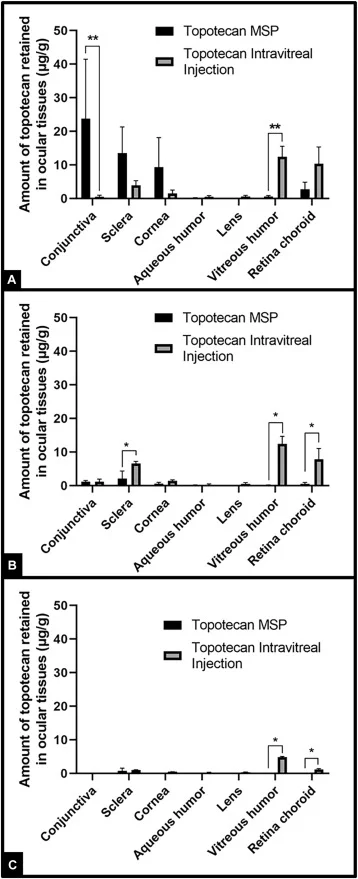 Amount of topotecan retained
in ocular tissues (µg/g)
50
40
30
20
10
0
**
**
Topotecan MSP
Topotecan Intravitreal
Injection
Conjunctiva
Sclera
Cornea
Aqueous humor
Lens
Vitreous humor
Retina choroid
A
Amount of topotecan retained
in ocular tissues (µg/g)
50
40
30
20
10
0
*
*
*
Topotecan MSP
Topotecan Intravitreal
Injection
Conjunctiva
Sclera
Cornea
Aqueous humor
Lens
Vitreous humor
Retina choroid
B
Amount of topotecan retained
in ocular tissues (µg/g)
50
40
30
20
10
0
*
*
Topotecan MSP
Topotecan Intravitreal
Injection
Conjunctiva
Sclera
Cornea
Aqueous humor
Lens
Vitreous humor
Retina choroid
C